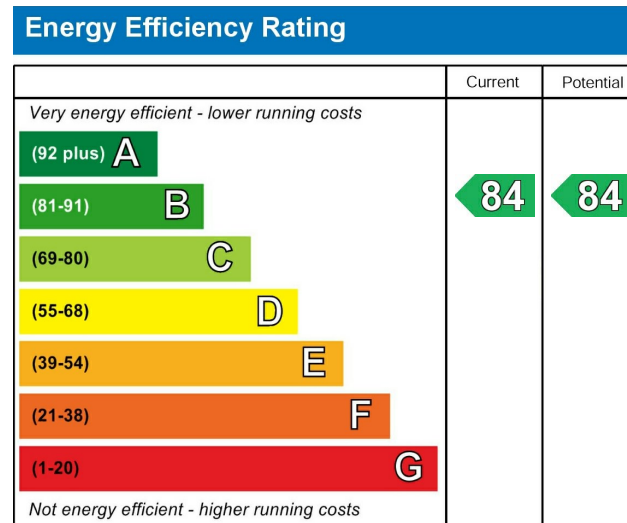 Energy Efficiency Rating
Current Potential
Very energy efficient - lower running costs
(92 plus) A
(81-91) B 84 84
(69-80) C
(55-68) D
(39-54) E
(21-38) F
(1-20) G
Not energy efficient - higher running costs